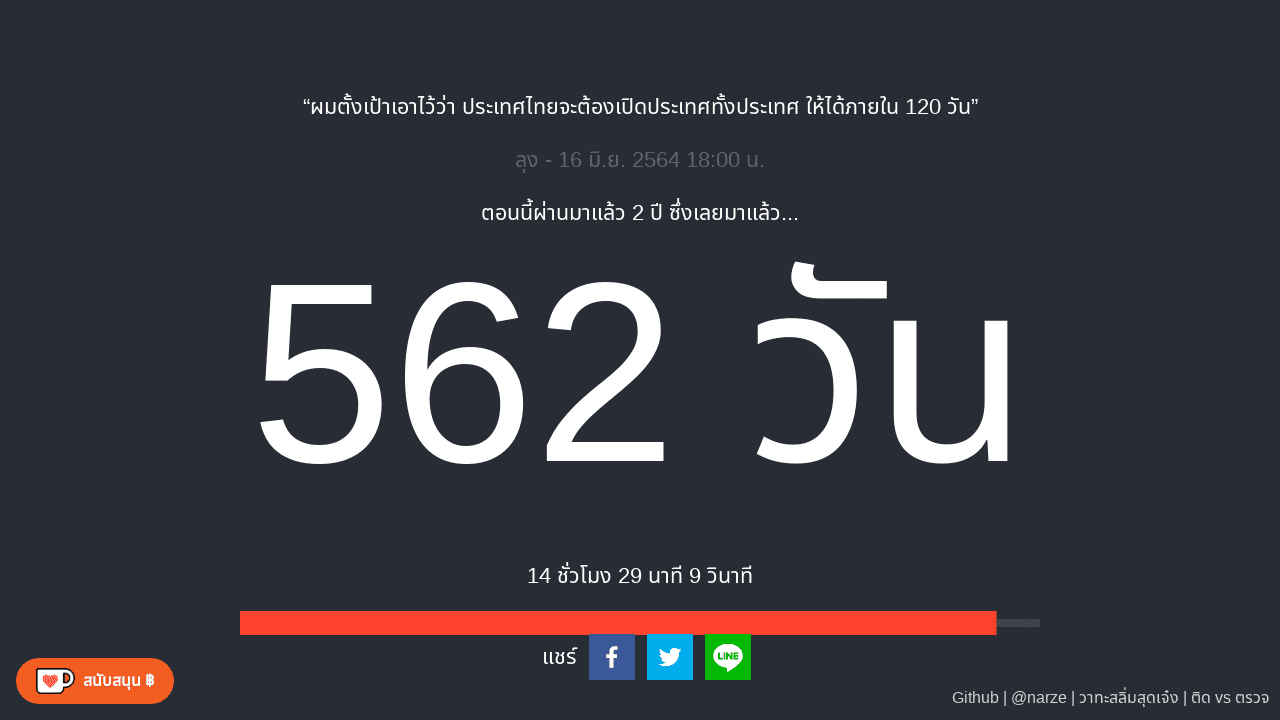 “ผมตั้งเป้าเอาไว้ว่า ประเทศไทยจะต้องเปิดประเทศทั้งประเทศ ให้ได้ภายใน 120 วัน”
ลุง - 16 มิ.ย. 2564 18:00 น.
ตอนนี้ผ่านมาแล้ว 2 ปี ซึ่งเลยมาแล้ว...
562 วัน
14 ชั่วโมง 29 นาที 9 วินาที
แชร์
LINE
สนับสนุน ฿
Github | @narze | วาทะสลิ่มสุดเจ๋ง | ติด vs ตรวจ